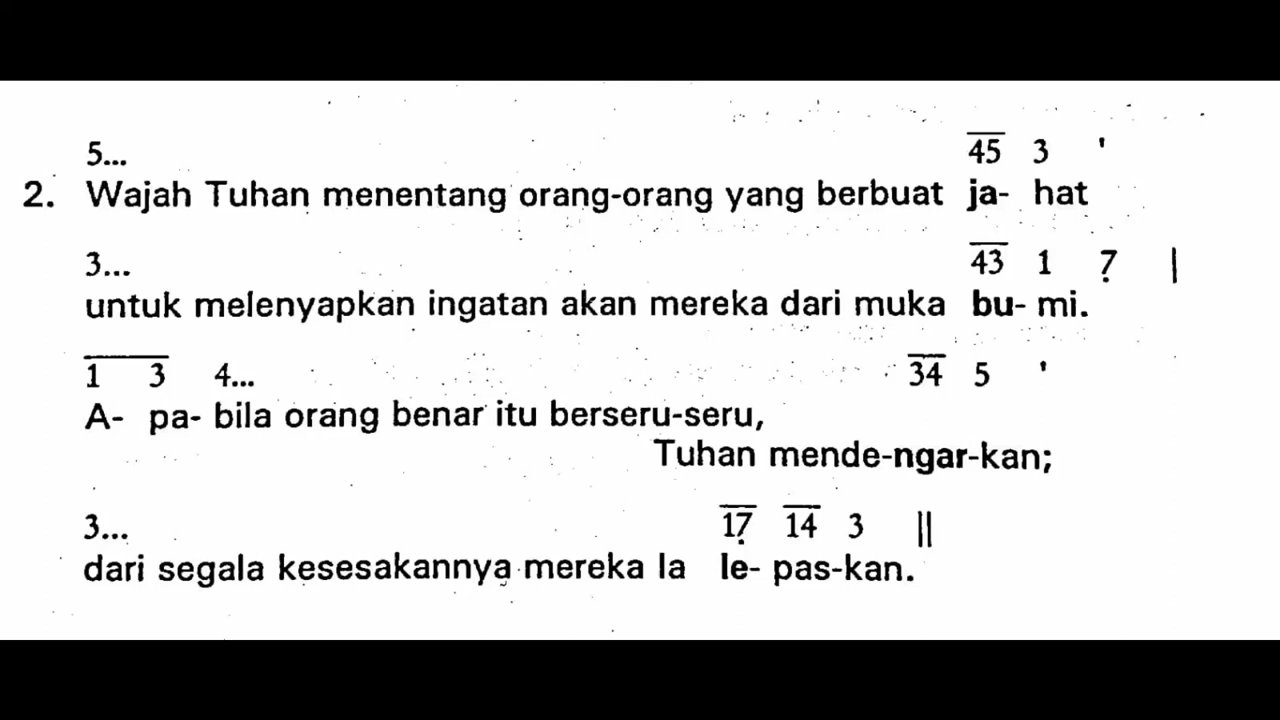 5... 45 3 '
2. Wajah Tuhan menentang orang-orang yang berbuat ja- hat
3... 43 1 7̣ |
untuk melenyapkan ingatan akan mereka dari muka bu- mi.
1 3 4... 34 5 '
A- pa- bila orang benar itu berseru-seru,
Tuhan mende-ngar-kan;
3... 17̣ 14 3 ||
dari segala kesesakannya mereka Ia le- pas-kan.